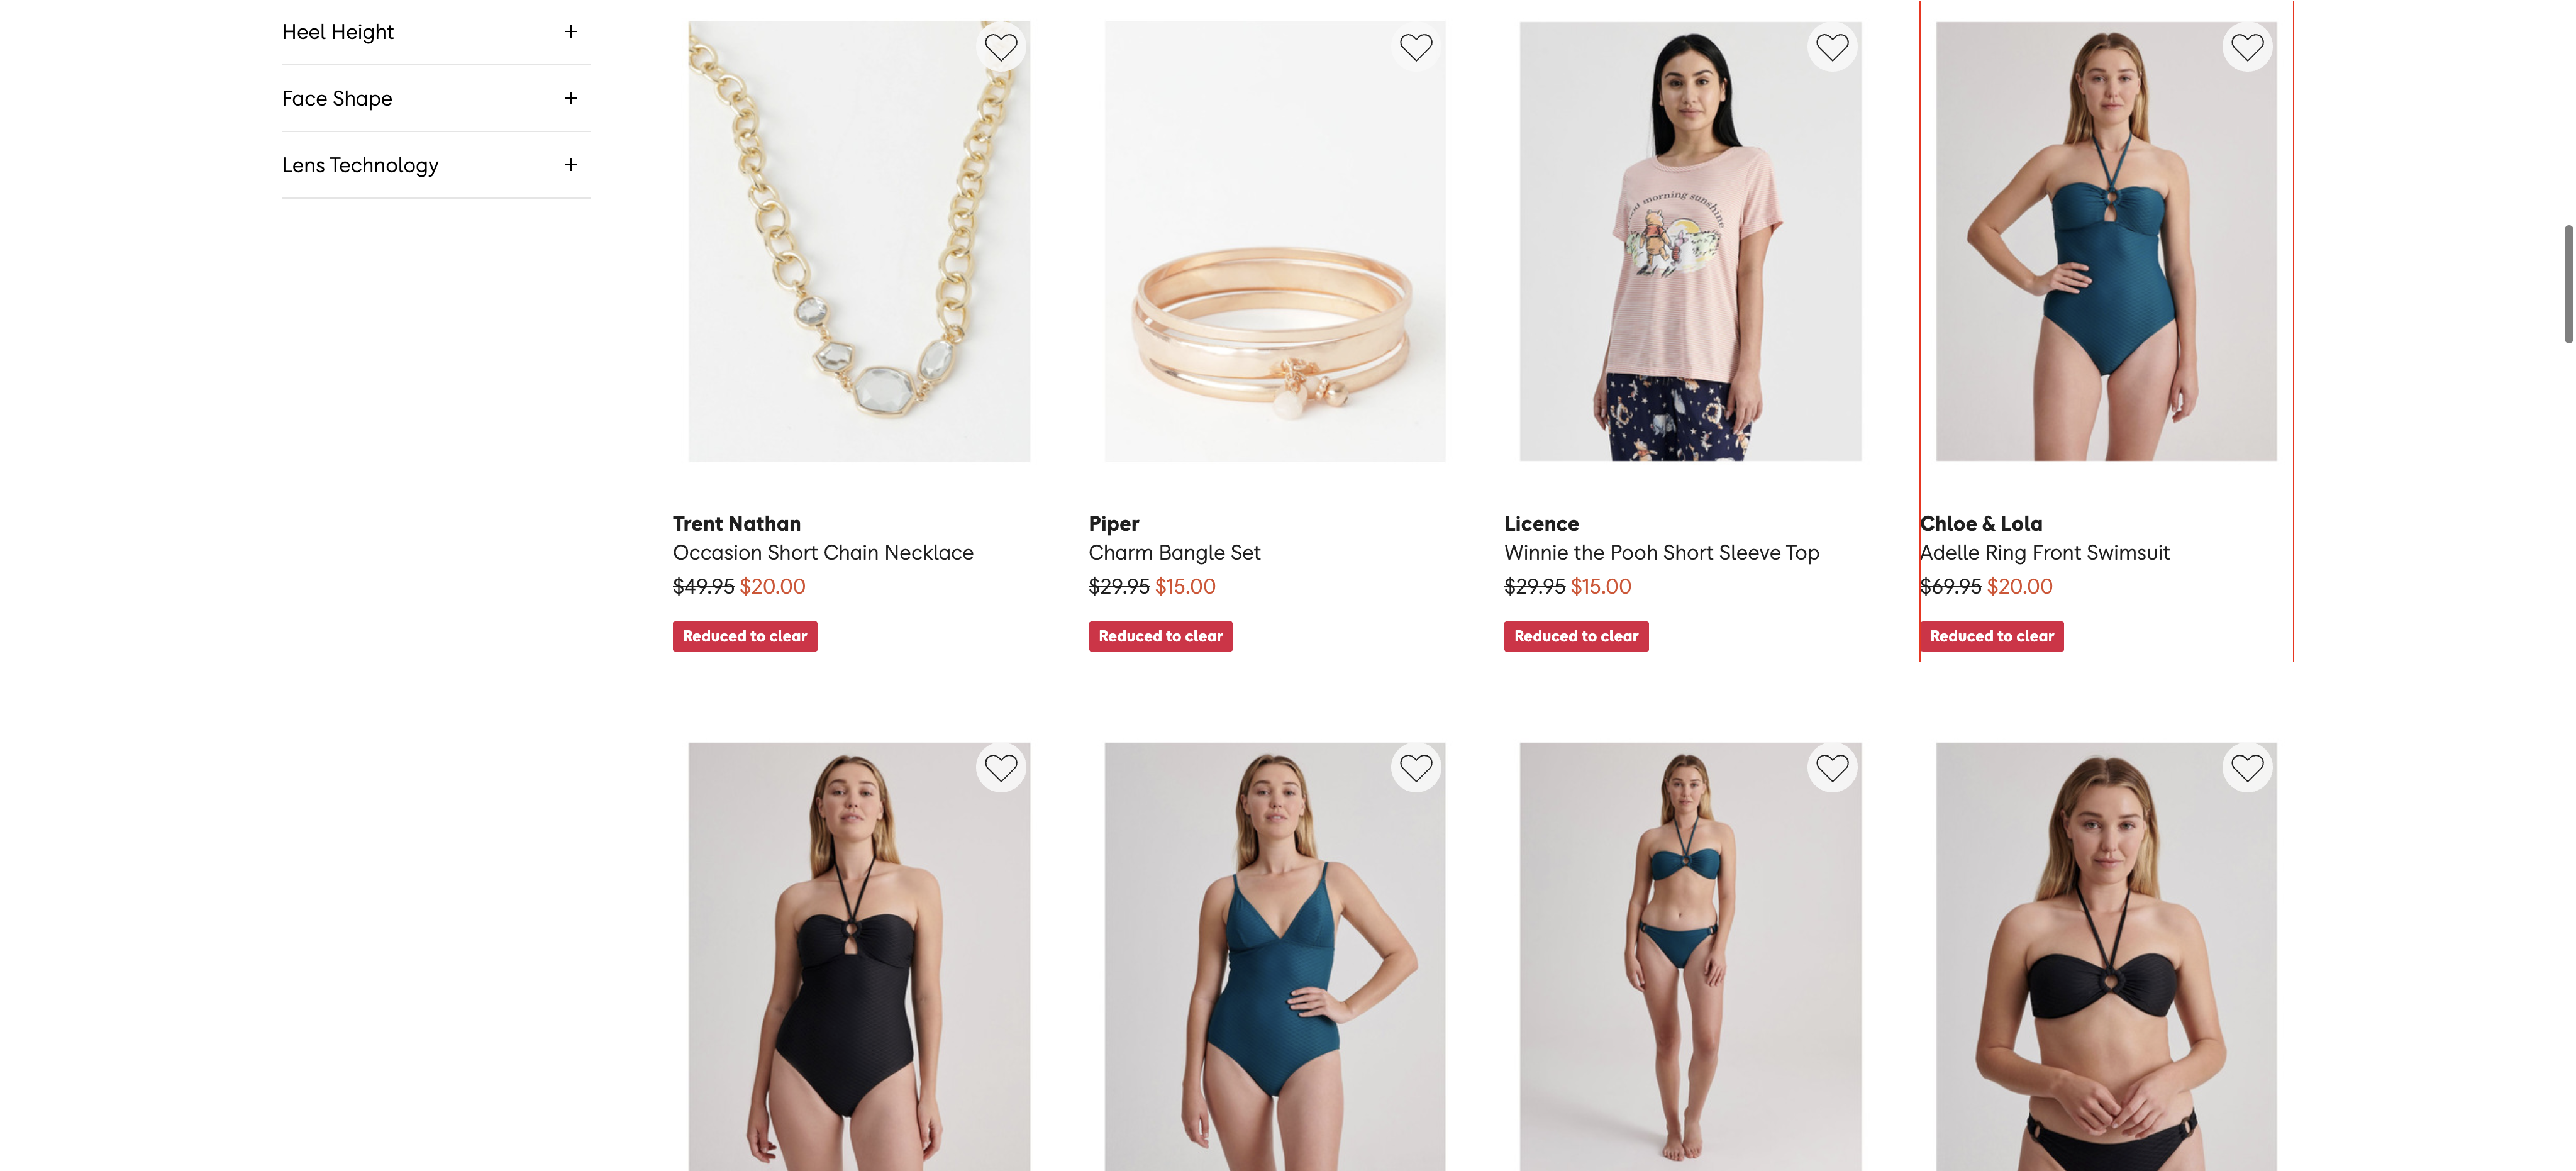 Heel Height
Face Shape
Lens Technology
good morning sunshine
Trent Nathan
Occasion Short Chain Necklace
$49.95 $20.00
Reduced to clear
Piper
Charm Bangle Set
$29.95 $15.00
Reduced to clear
Licence
Winnie the Pooh Short Sleeve Top
$29.95 $15.00
Reduced to clear
Chloe & Lola
Adelle Ring Front Swimsuit
$69.95 $20.00
Reduced to clear